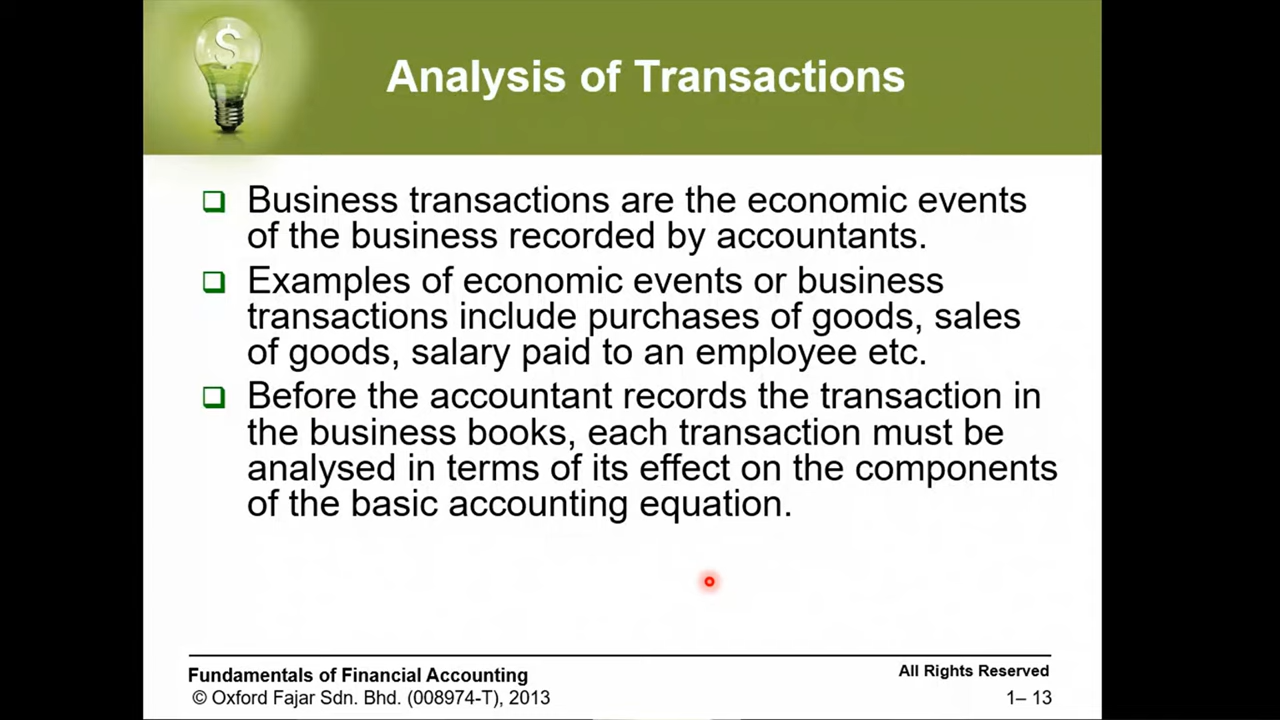 $
Analysis of Transactions
Business transactions are the economic events
of the business recorded by accountants.
Examples of economic events or business
transactions include purchases of goods, sales
of goods, salary paid to an employee etc.
Before the accountant records the transaction in
the business books, each transaction must be
analysed in terms of its effect on the components
of the basic accounting equation.
Fundamentals of Financial Accounting
© Oxford Fajar Sdn. Bhd. (008974-T), 2013
All Rights Reserved
1– 13